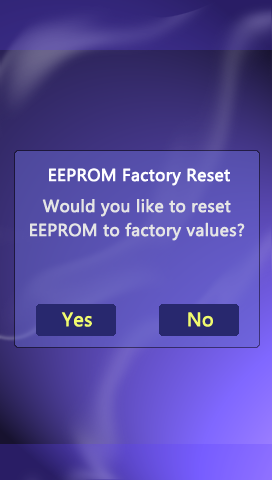 EEPROM Factory Reset
Would you like to reset
EEPROM to factory values?
Yes
No